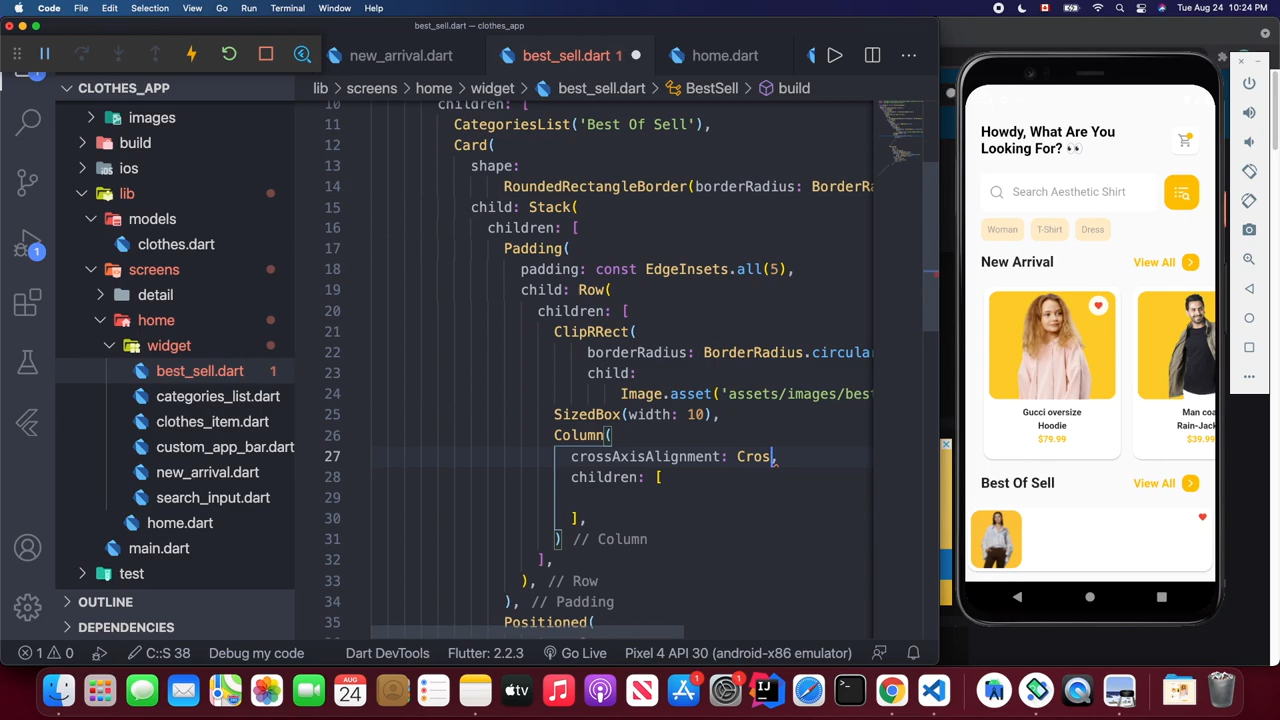 Code File Edit Selection View Go Run Terminal Window Help
Tue Aug 24 10:24 PM
best_sell.dart — clothes_app
new_arrival.dart
best_sell.dart 1
home.dart
CLOTHES_APP
lib > screens > home > widget > best_sell.dart > BestSell > build
images
build
ios
lib
models
clothes.dart
screens
detail
home
widget
best_sell.dart 1
categories_list.dart
clothes_item.dart
custom_app_bar.dart
new_arrival.dart
search_input.dart
home.dart
main.dart
test
OUTLINE
DEPENDENCIES
1
1
10 children: [
11 CategoriesList('Best Of Sell'),
12 Card(
13 shape:
14 RoundedRectangleBorder(borderRadius: BorderRa
15 child: Stack(
16 children: [
17 Padding(
18 padding: const EdgeInsets.all(5),
19 child: Row(
20 children: [
21 ClipRRect(
22 borderRadius: BorderRadius.circular
23 child:
24 Image.asset('assets/images/best
25 SizedBox(width: 10),
26 Column(
27 crossAxisAlignment: Cros,
28 children: [
29
30 ],
31 ) // Column
32 ],
33 ), // Row
34 ), // Padding
35 Positioned(
1 0 C::S 38 Debug my code Dart DevTools Flutter: 2.2.3 Go Live Pixel 4 API 30 (android-x86 emulator)
Howdy, What Are You
Looking For? 👀
Search Aesthetic Shirt
Woman T-Shirt Dress
New Arrival View All
Gucci oversize
Hoodie
$79.99
Man coa
Rain-Jack
$39.99
Best Of Sell View All
AUG
24
tv
1
1